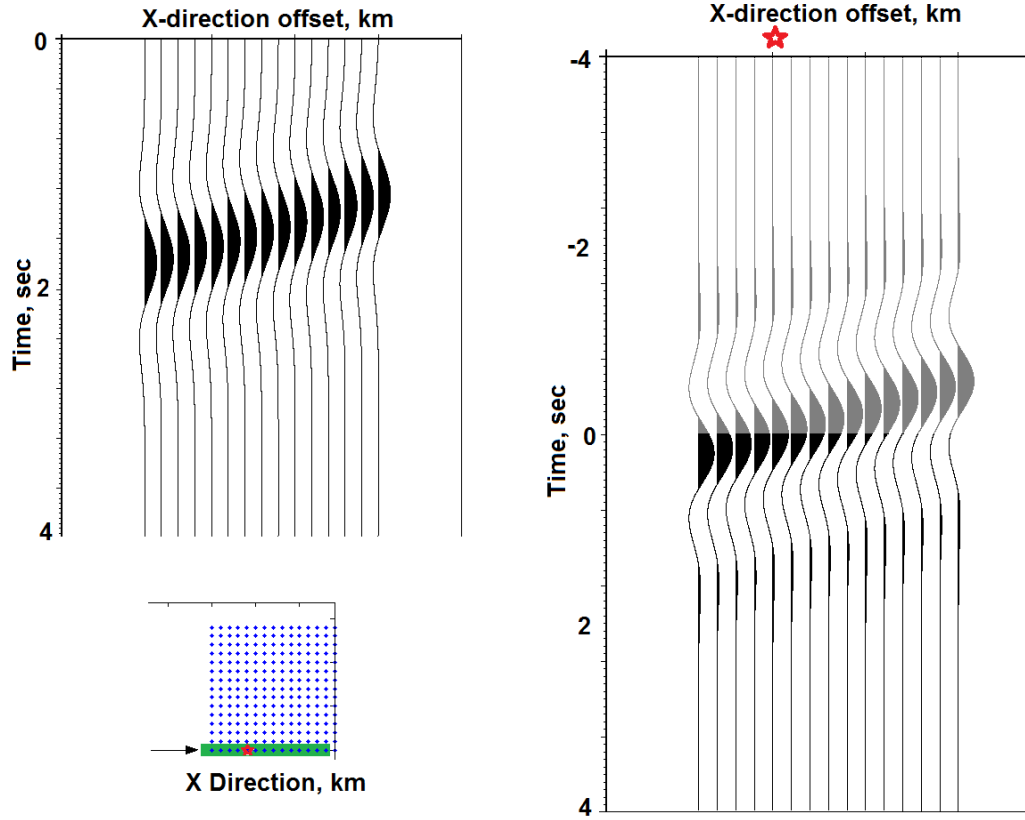 X-direction offset, km
0
2
4
Time, sec
X Direction, km
X-direction offset, km
-4
-2
0
2
4
Time, sec